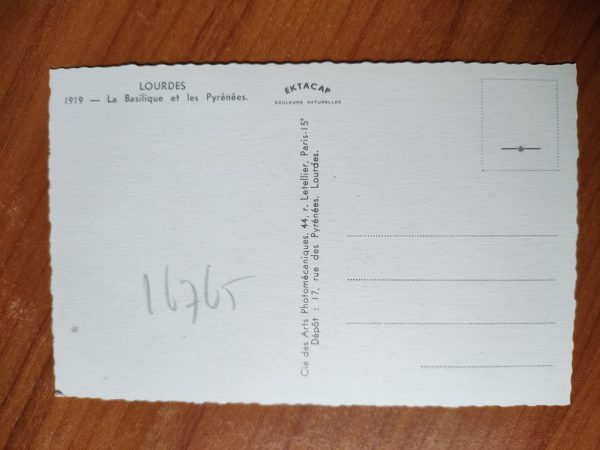 LOURDES
1919 — La Basilique et les Pyrénées.
EKTACAP
COULEURS NATURELLES
Cie des Arts Photomécaniques, 44, r. Letellier, Paris-15e
Dépôt : 17, rue des Pyrénées. Lourdes.
16765